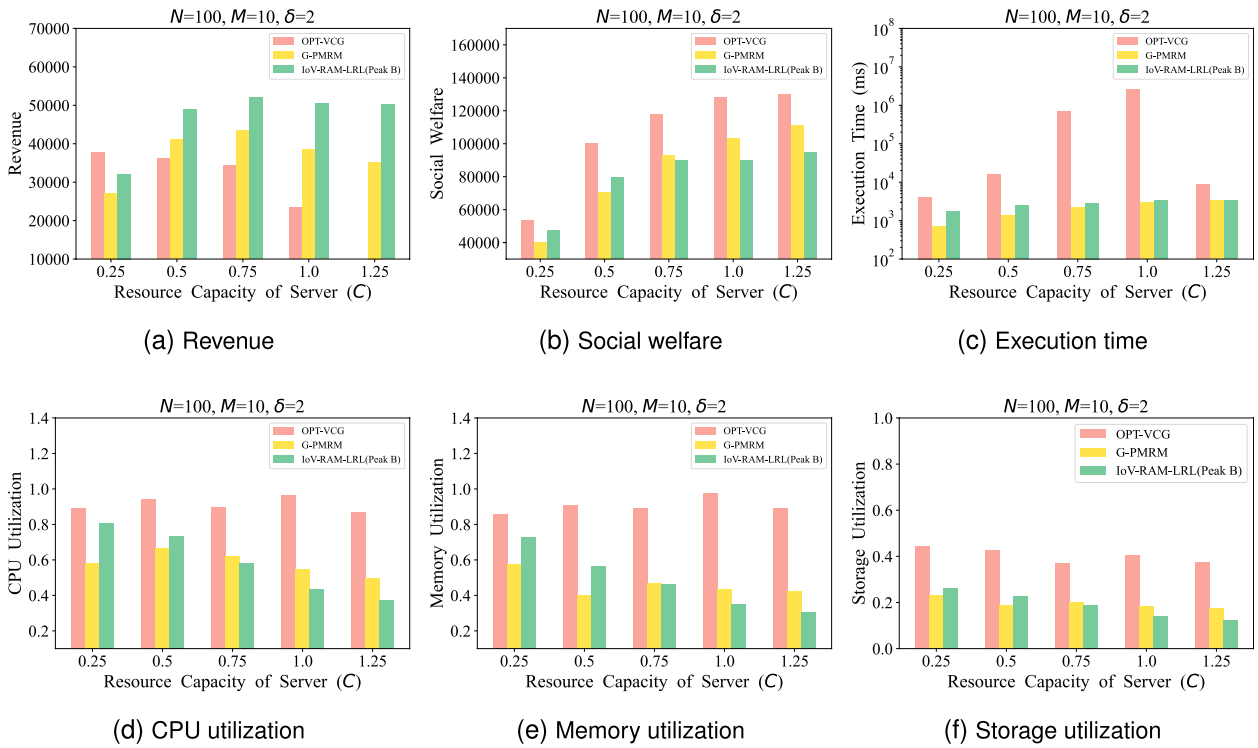 N=100, M=10, δ=2
Revenue
70000
60000
50000
40000
30000
20000
10000
OPT-VCG
G-PMRM
IoV-RAM-LRL(Peak B)
0.25 0.5 0.75 1.0 1.25
Resource Capacity of Server (C)
(a) Revenue
N=100, M=10, δ=2
Social Welfare
160000
140000
120000
100000
80000
60000
40000
OPT-VCG
G-PMRM
IoV-RAM-LRL(Peak B)
0.25 0.5 0.75 1.0 1.25
Resource Capacity of Server (C)
(b) Social welfare
N=100, M=10, δ=2
Execution Time (ms)
10^8
10^7
10^6
10^5
10^4
10^3
10^2
OPT-VCG
G-PMRM
IoV-RAM-LRL(Peak B)
0.25 0.5 0.75 1.0 1.25
Resource Capacity of Server (C)
(c) Execution time
N=100, M=10, δ=2
CPU Utilization
1.4
1.2
1.0
0.8
0.6
0.4
0.2
OPT-VCG
G-PMRM
IoV-RAM-LRL(Peak B)
0.25 0.5 0.75 1.0 1.25
Resource Capacity of Server (C)
(d) CPU utilization
N=100, M=10, δ=2
Memory Utilization
1.4
1.2
1.0
0.8
0.6
0.4
0.2
OPT-VCG
G-PMRM
IoV-RAM-LRL(Peak B)
0.25 0.5 0.75 1.0 1.25
Resource Capacity of Server (C)
(e) Memory utilization
N=100, M=10, δ=2
Storage Utilization
1.0
0.8
0.6
0.4
0.2
0.0
OPT-VCG
G-PMRM
IoV-RAM-LRL(Peak B)
0.25 0.5 0.75 1.0 1.25
Resource Capacity of Server (C)
(f) Storage utilization